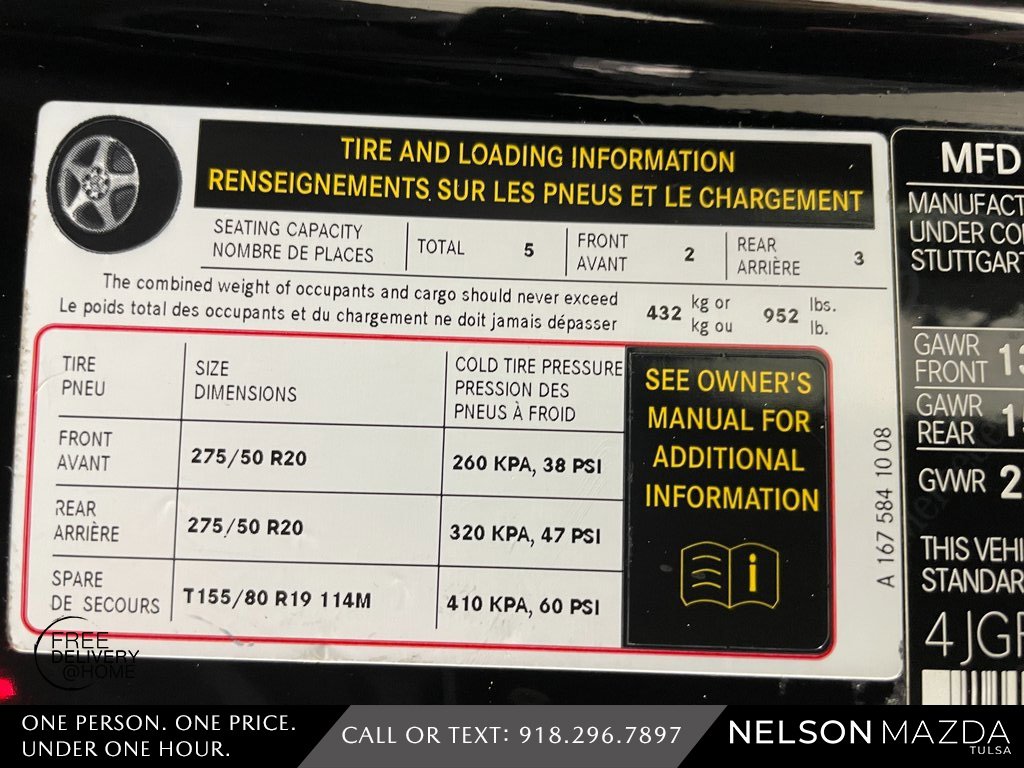 TIRE AND LOADING INFORMATION
RENSEIGNEMENTS SUR LES PNEUS ET LE CHARGEMENT
SEATING CAPACITY
NOMBRE DE PLACES
TOTAL 5
FRONT
AVANT
2
REAR
ARRIÈRE
3
The combined weight of occupants and cargo should never exceed
Le poids total des occupants et du chargement ne doit jamais dépasser
432
kg or
kg ou
952
lbs.
lb.
TIRE
PNEU
SIZE
DIMENSIONS
COLD TIRE PRESSURE
PRESSION DES
PNEUS À FROID
FRONT
AVANT
275/50 R20
260 KPA, 38 PSI
REAR
ARRIÈRE
275/50 R20
320 KPA, 47 PSI
SPARE
DE SECOURS
T155/80 R19 114M
410 KPA, 60 PSI
SEE OWNER'S
MANUAL FOR
ADDITIONAL
INFORMATION
i
A 167 584 10 08
MFD
MANUFACT
UNDER CO
STUTTGART
GAWR
FRONT
GAWR
REAR
GVWR 2
THIS VEHI
STANDAR
4JG
FREE
DELIVERY
@HOME
ONE PERSON. ONE PRICE.
UNDER ONE HOUR.
CALL OR TEXT: 918.296.7897
NELSON MAZDA
TULSA